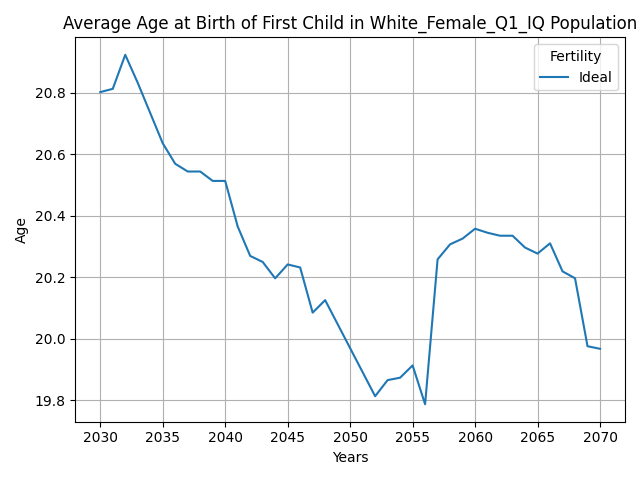 Average Age at Birth of First Child in White_Female_Q1_IQ Population
Fertility
Ideal
Age
20.8
20.6
20.4
20.2
20.0
19.8
2030 2035 2040 2045 2050 2055 2060 2065 2070
Years